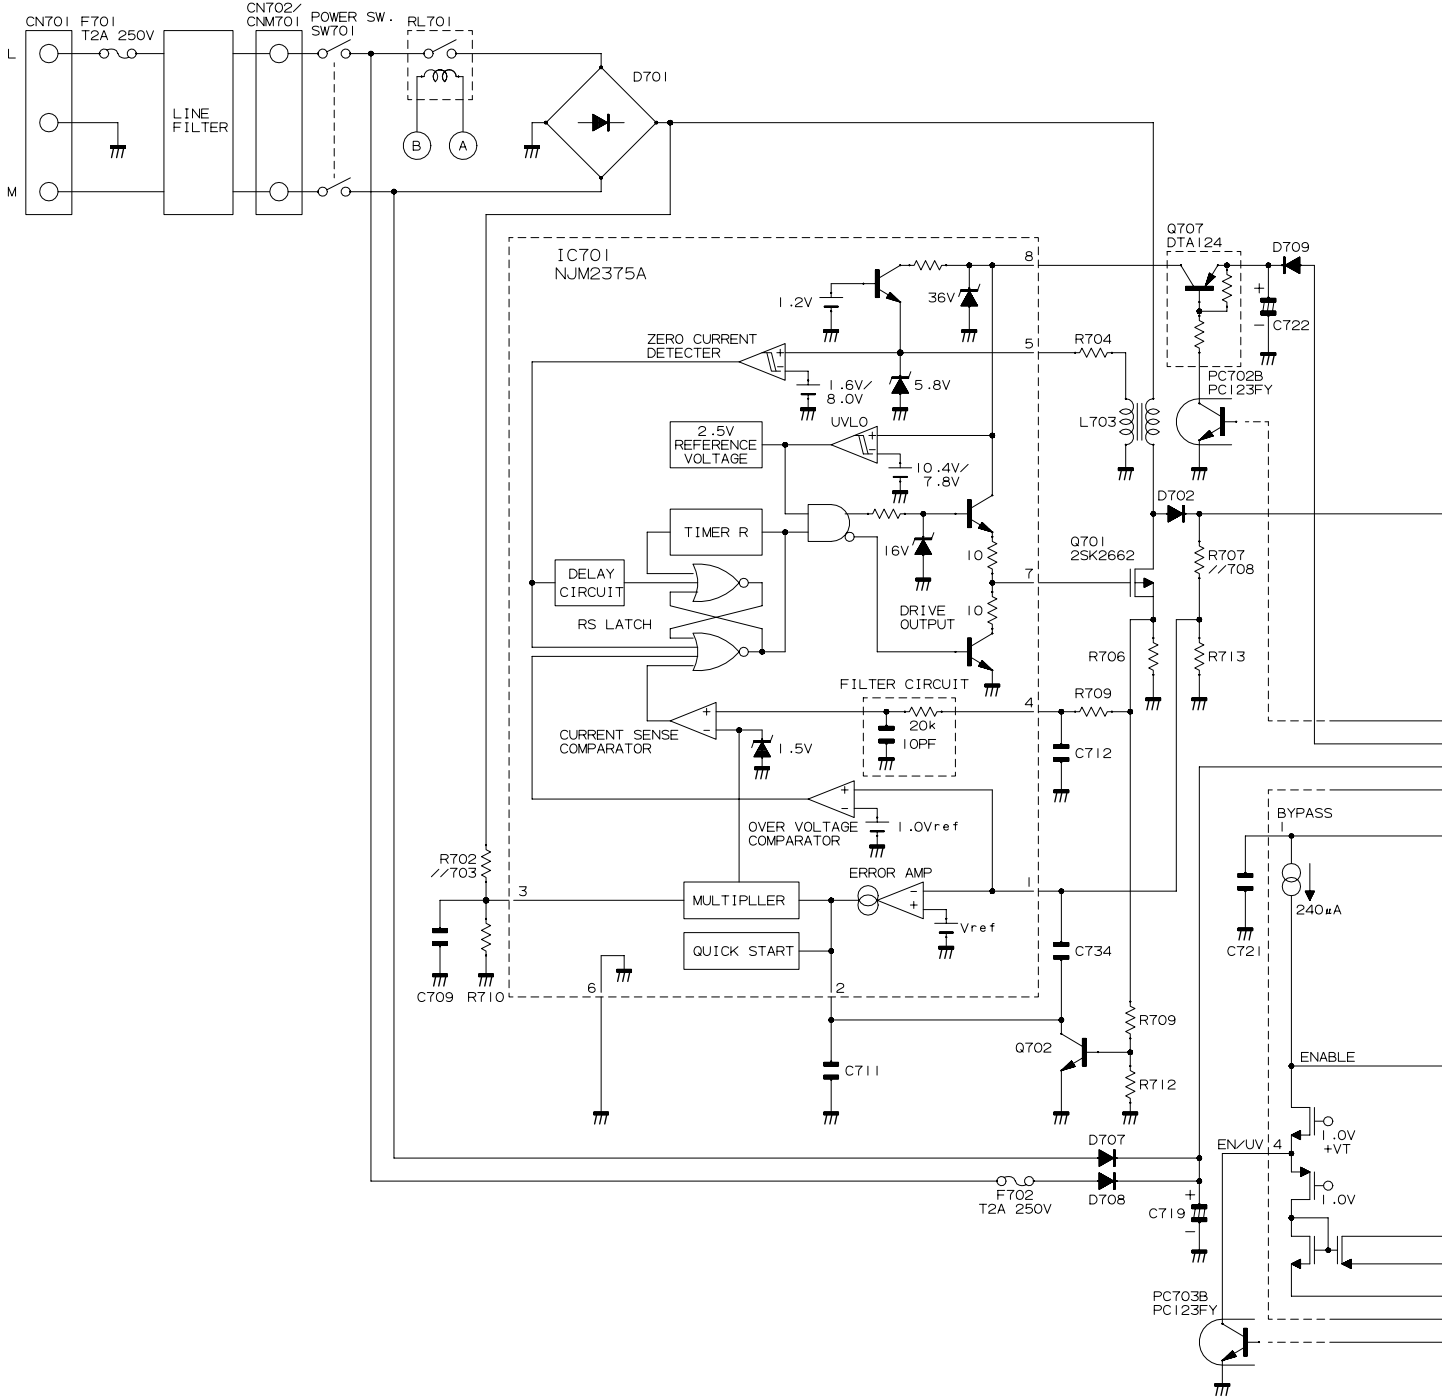 CN701
F701
T2A 250V
CN702/
CNM701
POWER SW.
SW701
RL701
L
M
LINE
FILTER
B
A
D701
IC701
NJM2375A
8
1.2V
36V
Q707
DTA124
D709
+
-
C722
ZERO CURRENT
DETECTER
+
-
1.6V/
8.0V
5.8V
5
R704
PC702B
PC123FY
L703
2.5V
REFERENCE
VOLTAGE
UVLO
+
-
10.4V/
7.8V
D702
TIMER R
16V
10
7
Q701
2SK2662
R707
//708
DELAY
CIRCUIT
RS LATCH
DRIVE
OUTPUT
10
R706
R713
FILTER CIRCUIT
4
R709
20k
10PF
C712
CURRENT SENSE
COMPARATOR
+
-
1.5V
+
-
OVER VOLTAGE
COMPARATOR
1.0Vref
BYPASS
1
R702
//703
3
MULTIPLLER
ERROR AMP
-
+
Vref
1
240uA
C721
QUICK START
C734
C709
R710
6
2
R709
Q702
C711
R712
ENABLE
1.0V
+VT
EN/UV
4
1.0V
D707
F702
T2A 250V
D708
C719
+
-
PC703B
PC123FY